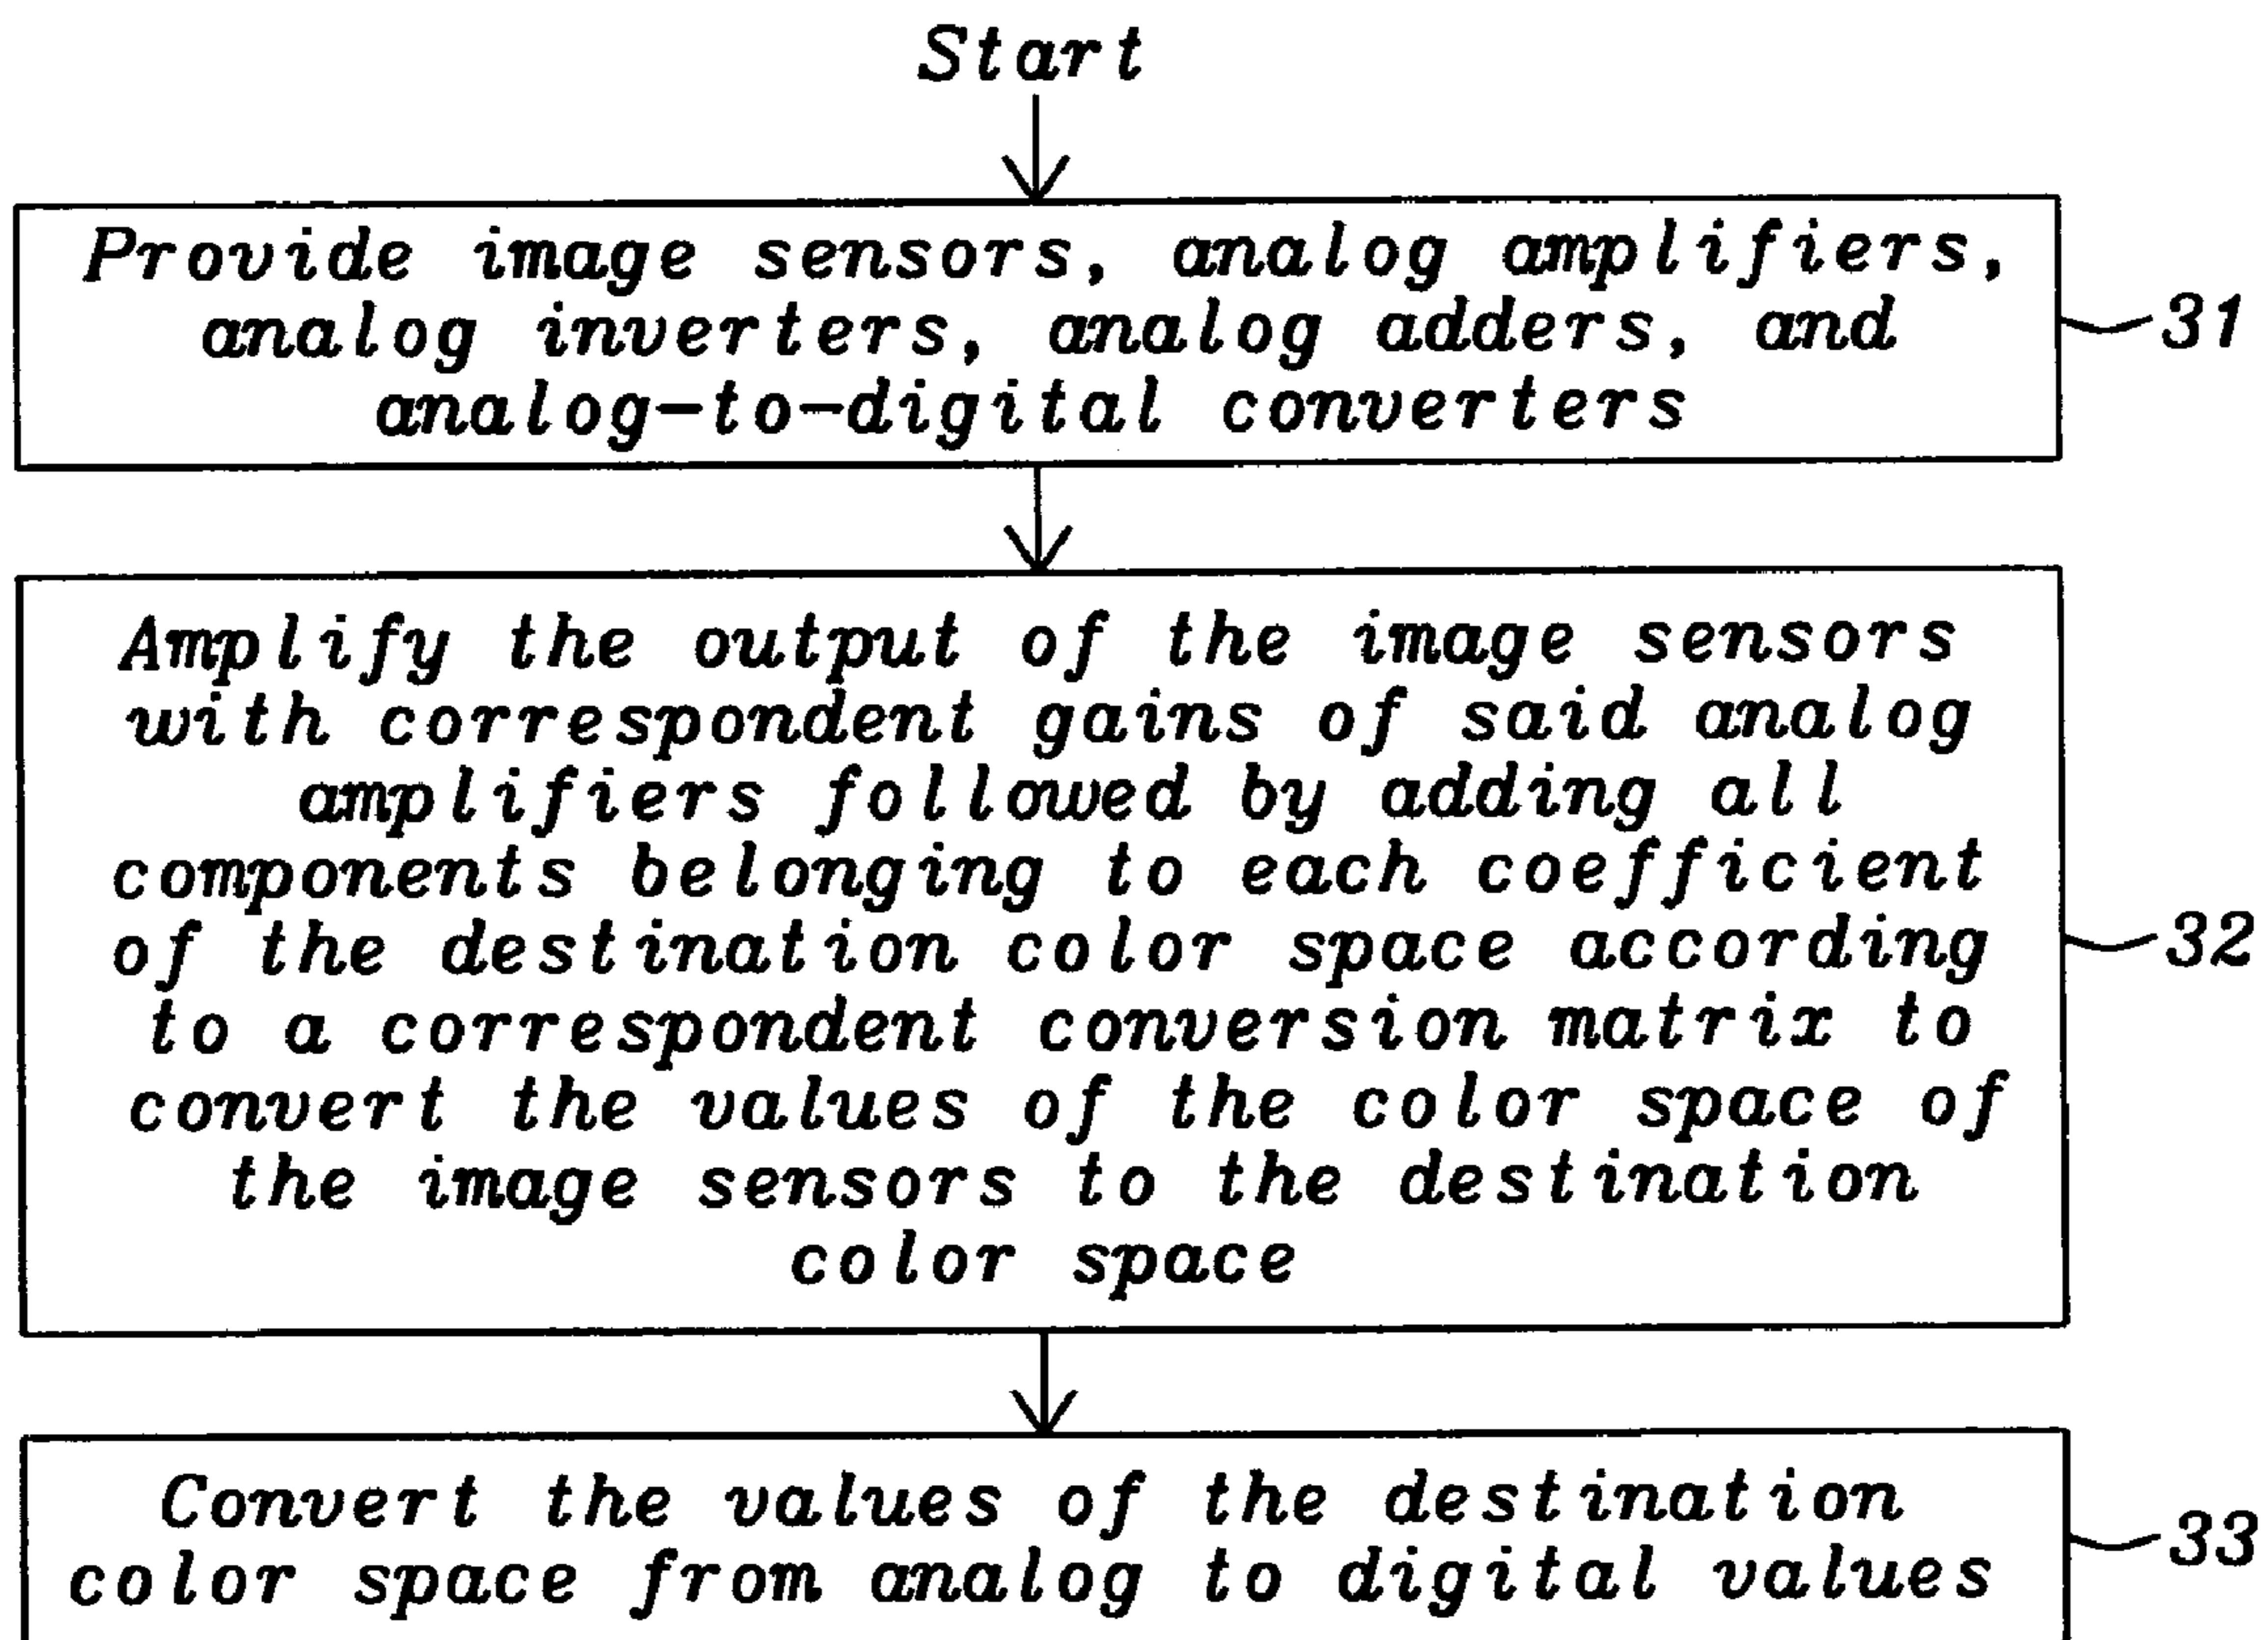 Start
Provide image sensors, analog amplifiers,
analog inverters, analog adders, and
analog-to-digital converters
31
Amplify the output of the image sensors
with correspondent gains of said analog
amplifiers followed by adding all
components belonging to each coefficient
of the destination color space according
to a correspondent conversion matrix to
convert the values of the color space of
the image sensors to the destination
color space
32
Convert the values of the destination
color space from analog to digital values
33